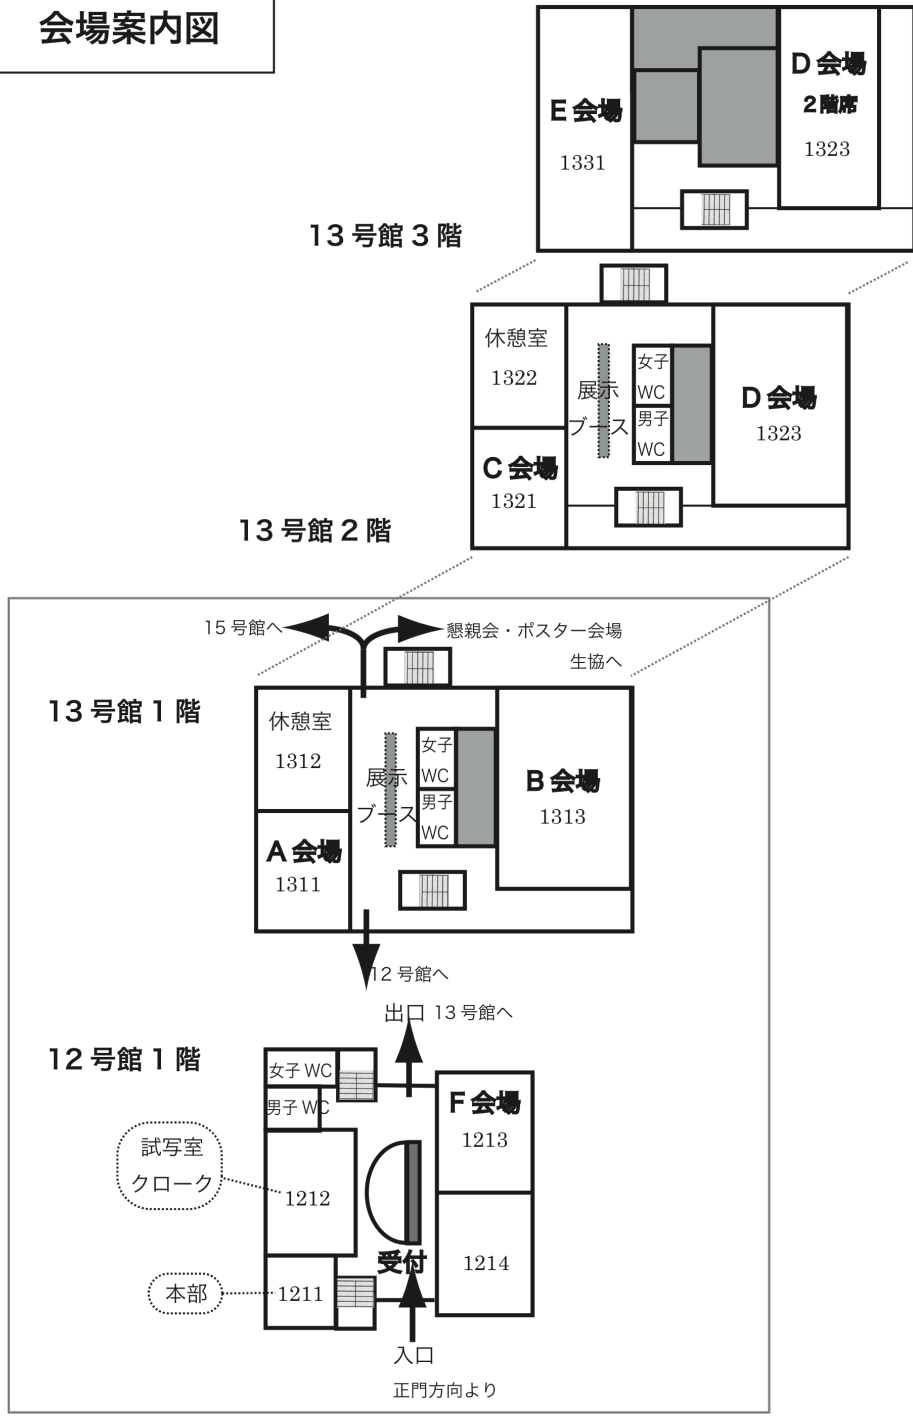 会場案内図
E 会場
1331
D 会場
2 階席
1323
13 号館 3 階
休憩室
1322
C 会場
1321
展示
ブース
女子
WC
男子
WC
D 会場
1323
13 号館 2 階
15 号館へ
懇親会・ポスター会場
生協へ
13 号館 1 階
休憩室
1312
A 会場
1311
展示
ブース
女子
WC
男子
WC
B 会場
1313
12 号館へ
出口 13 号館へ
12 号館 1 階
女子 WC
男子 WC
F 会場
1213
試写室
クローク
1212
受付
1214
本部
1211
入口
正門方向より